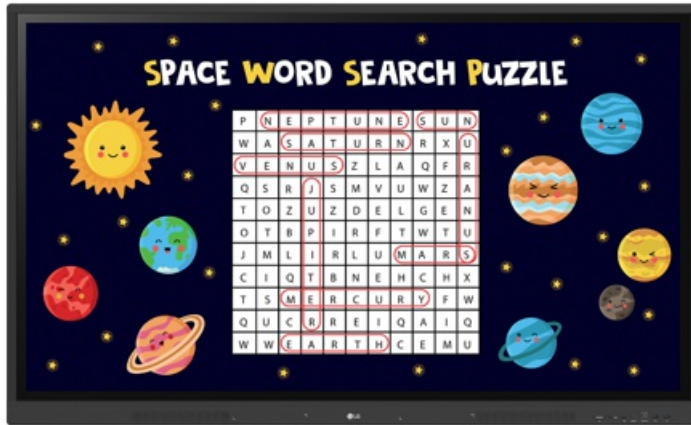 SPACE WORD SEARCH PUZZLE
P N E P T U N E S U N
W A S A T U R N R X U
V E N U S Z L A Q F R
Q S R J S M V U W Z A
T O Z U Z D E L G E N
O T B P I R F T W T U
J M L I R L U M A R S
C I Q T B N E H C H X
T S M E R C U R Y F W
Q U C R R E I Q A I Q
W W E A R T H C E M U
LG